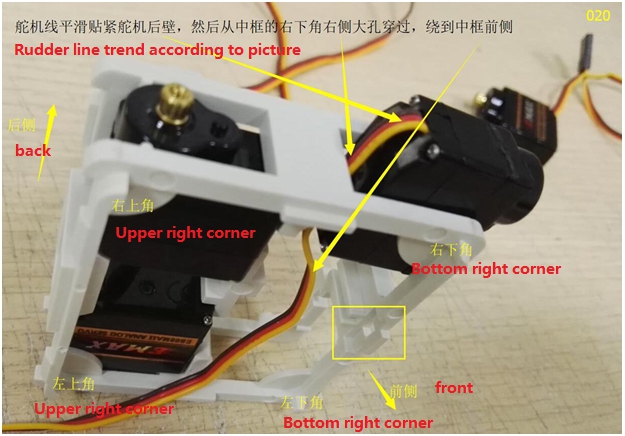 舵机线平滑贴紧舵机后壁，然后从中框的右下角右侧大孔穿过，绕到中框前侧
020
Rudder line trend according to picture
后侧
back
右上角
Upper right corner
右下角
Bottom right corner
EMAX
ES08MAII ANALOG SERVO
左上角
Upper right corner
左下角
Bottom right corner
前侧
front